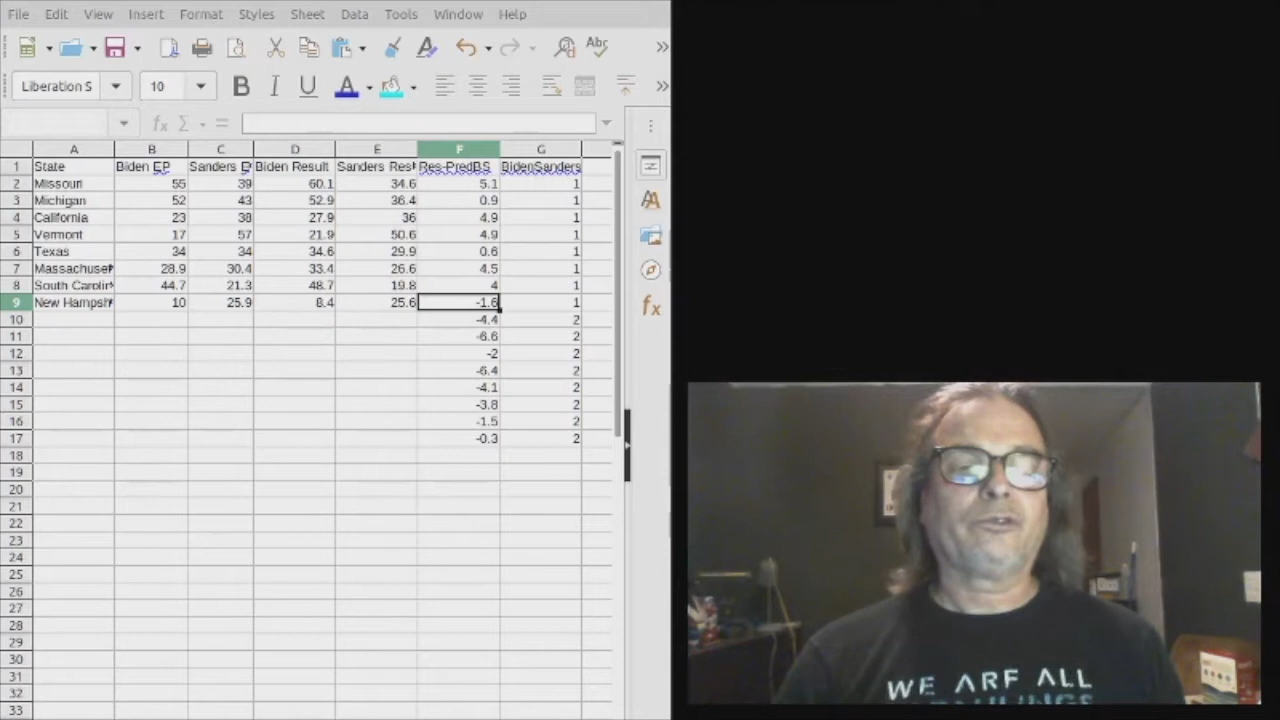 File Edit View Insert Format Styles Sheet Data Tools Window Help
Abc
Liberation S 10 B I U A
fx Σ =
A B C D E F G
1 State Biden EP Sanders E Biden Result Sanders Res Res-PredBS BidenSanders
2 Missouri 55 39 60.1 34.6 5.1 1
3 Michigan 52 43 52.9 36.4 0.9 1
4 California 23 38 27.9 36 4.9 1
5 Vermont 17 57 21.9 50.6 4.9 1
6 Texas 34 34 34.6 29.9 0.6 1
7 Massachuset 28.9 30.4 33.4 26.6 4.5 1
8 South Carolin 44.7 21.3 48.7 19.8 4 1
9 New Hampsh 10 25.9 8.4 25.6 -1.6 1
10 -4.4 2
11 -6.6 2
12 -2 2
13 -6.4 2
14 -4.1 2
15 -3.8 2
16 -1.5 2
17 -0.3 2
18
19
20
21
22
23
24
25
26
27
28
29
30
31
32
33
WE ARE ALL